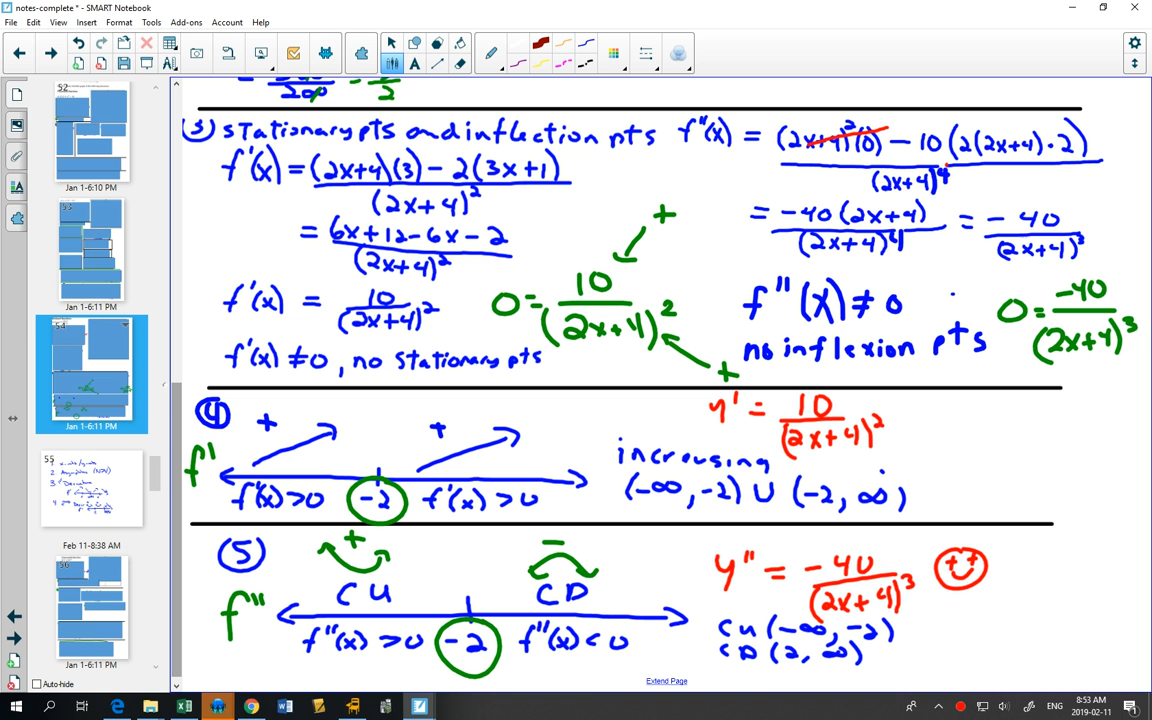 notes-complete * - SMART Notebook
File Edit View Insert Format Tools Add-ons Account Help
52
Jan 1-6:10 PM
53
Jan 1-6:11 PM
54
Jan 1-6:11 PM
55
Feb 11-8:38 AM
56
Jan 1-6:11 PM
Auto-hide
(3) stationary pts and inflection pts
f'(x) = (2x+4)(3) - 2(3x+1) / (2x+4)²
= 6x+12-6x-2 / (2x+4)²
f'(x) = 10 / (2x+4)²
f'(x) ≠ 0, no stationary pts
0 = 10 / (2x+4)²
+
+
f"(x) = (2x+4)²(0) - 10(2(2x+4)·2) / (2x+4)⁴
= -40(2x+4) / (2x+4)⁴ = -40 / (2x+4)³
f"(x) ≠ 0
no inflexion pts
0 = -40 / (2x+4)³
(4)
+ +
f'
f'(x) > 0 -2 f'(x) > 0
y' = 10 / (2x+4)²
increasing
(-∞, -2) ∪ (-2, ∞)
(5)
+ -
CU CD
f"
f"(x) > 0 -2 f"(x) < 0
y" = -40 / (2x+4)³
CU (-∞, -2)
CD (2, ∞)
Extend Page
ENG
8:53 AM
2019-02-11